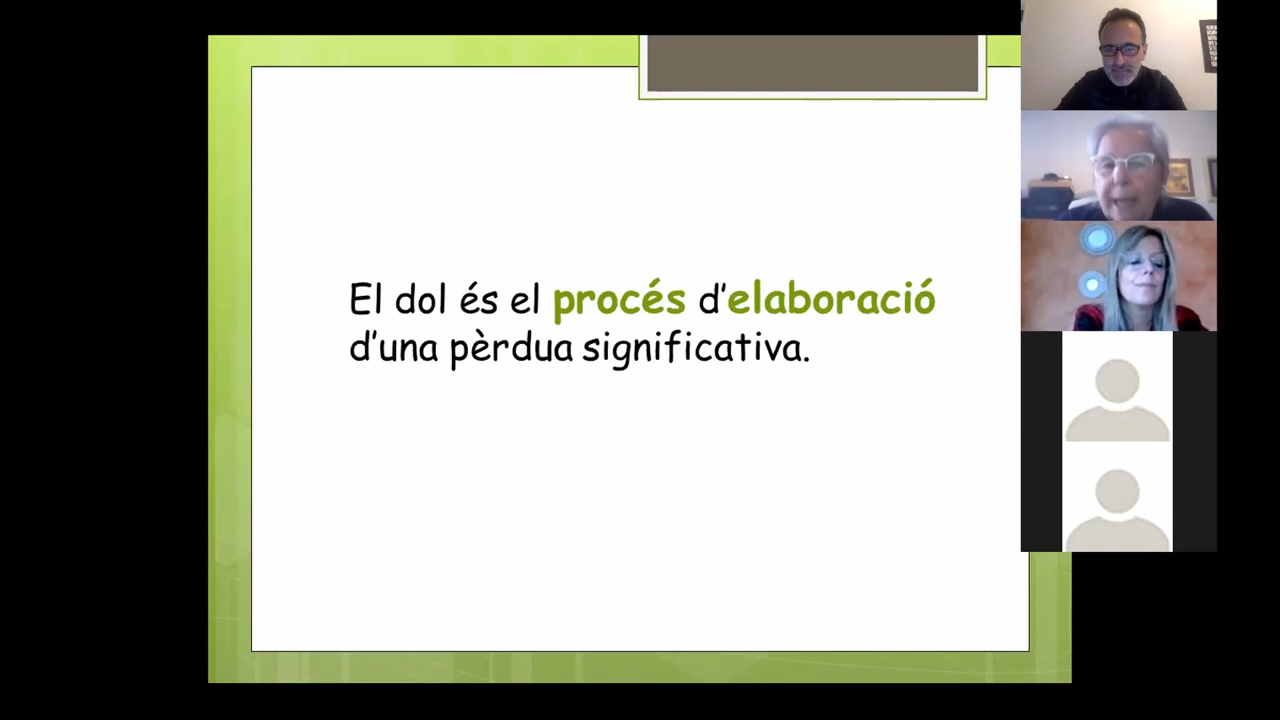 El dol és el procés d'elaboració
d'una pèrdua significativa.